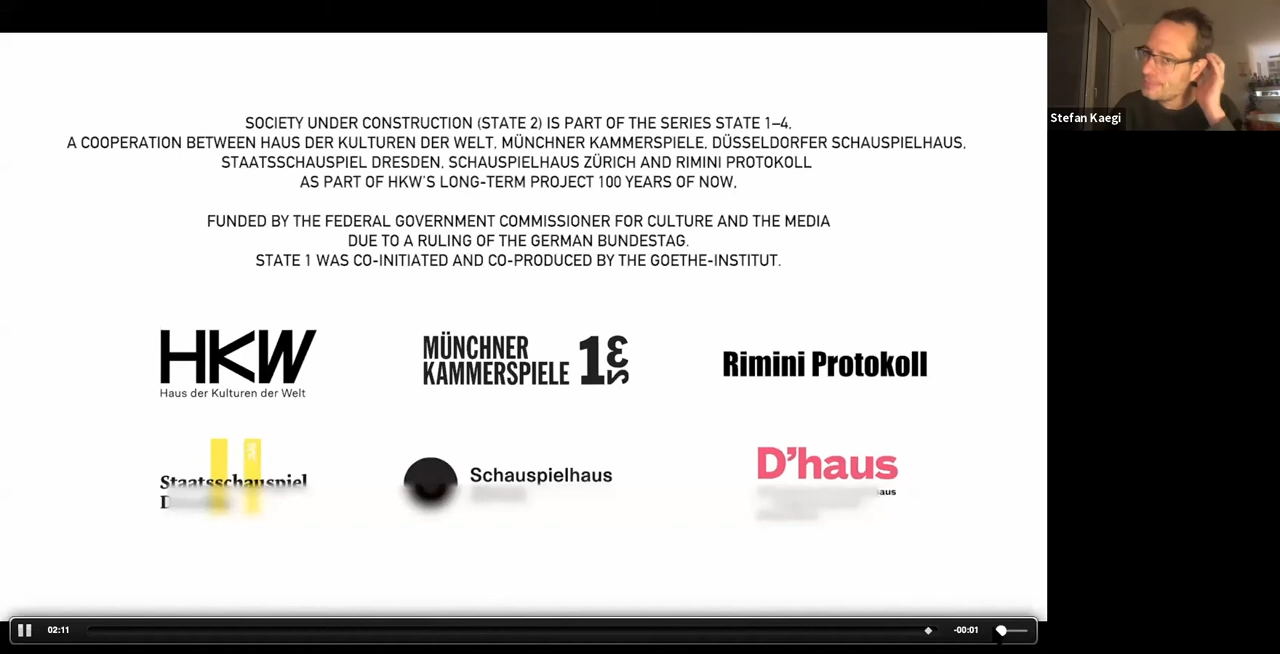 SOCIETY UNDER CONSTRUCTION (STATE 2) IS PART OF THE SERIES STATE 1–4.
A COOPERATION BETWEEN HAUS DER KULTUREN DER WELT, MÜNCHNER KAMMERSPIELE, DÜSSELDORFER SCHAUSPIELHAUS,
STAATSSCHAUSPIEL DRESDEN, SCHAUSPIELHAUS ZÜRICH AND RIMINI PROTOKOLL
AS PART OF HKW'S LONG-TERM PROJECT 100 YEARS OF NOW,
FUNDED BY THE FEDERAL GOVERNMENT COMMISSIONER FOR CULTURE AND THE MEDIA
DUE TO A RULING OF THE GERMAN BUNDESTAG.
STATE 1 WAS CO-INITIATED AND CO-PRODUCED BY THE GOETHE-INSTITUT.
Stefan Kaegi
HKW
Haus der Kulturen der Welt
MÜNCHNER
KAMMERSPIELE
Rimini Protokoll
Staatsschauspiel
Schauspielhaus
D'haus
02:11
-00:01